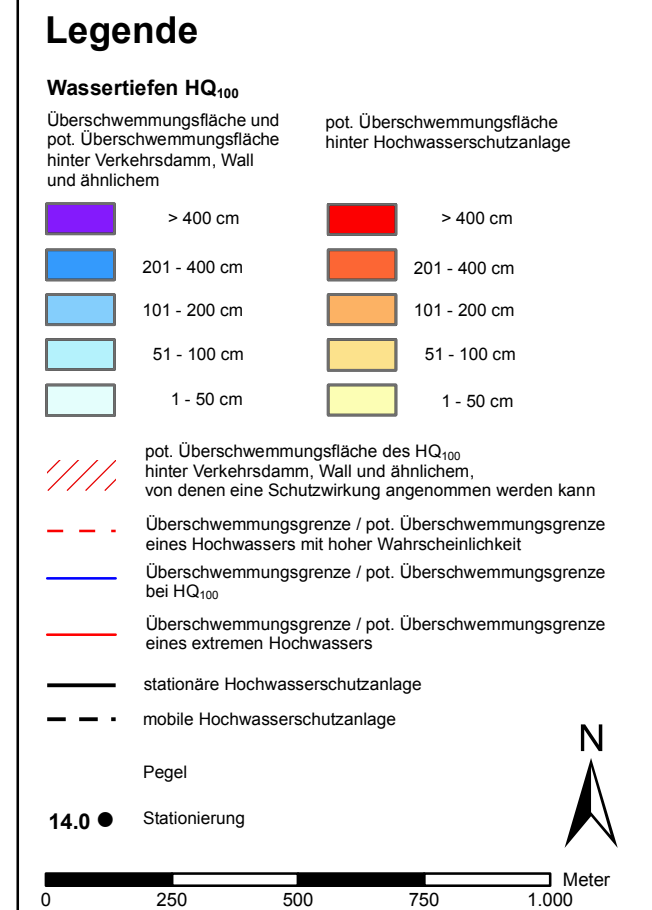 Legende
Wassertiefen HQ₁₀₀
Überschwemmungsfläche und
pot. Überschwemmungsfläche
hinter Verkehrsdamm, Wall
und ähnlichem
pot. Überschwemmungsfläche
hinter Hochwasserschutzanlage
> 400 cm
> 400 cm
201 - 400 cm
201 - 400 cm
101 - 200 cm
101 - 200 cm
51 - 100 cm
51 - 100 cm
1 - 50 cm
1 - 50 cm
pot. Überschwemmungsfläche des HQ₁₀₀
hinter Verkehrsdamm, Wall und ähnlichem,
von denen eine Schutzwirkung angenommen werden kann
Überschwemmungsgrenze / pot. Überschwemmungsgrenze
eines Hochwassers mit hoher Wahrscheinlichkeit
Überschwemmungsgrenze / pot. Überschwemmungsgrenze
bei HQ₁₀₀
Überschwemmungsgrenze / pot. Überschwemmungsgrenze
eines extremen Hochwassers
stationäre Hochwasserschutzanlage
mobile Hochwasserschutzanlage
N
Pegel
14.0 ● Stationierung
Meter
0 250 500 750 1.000